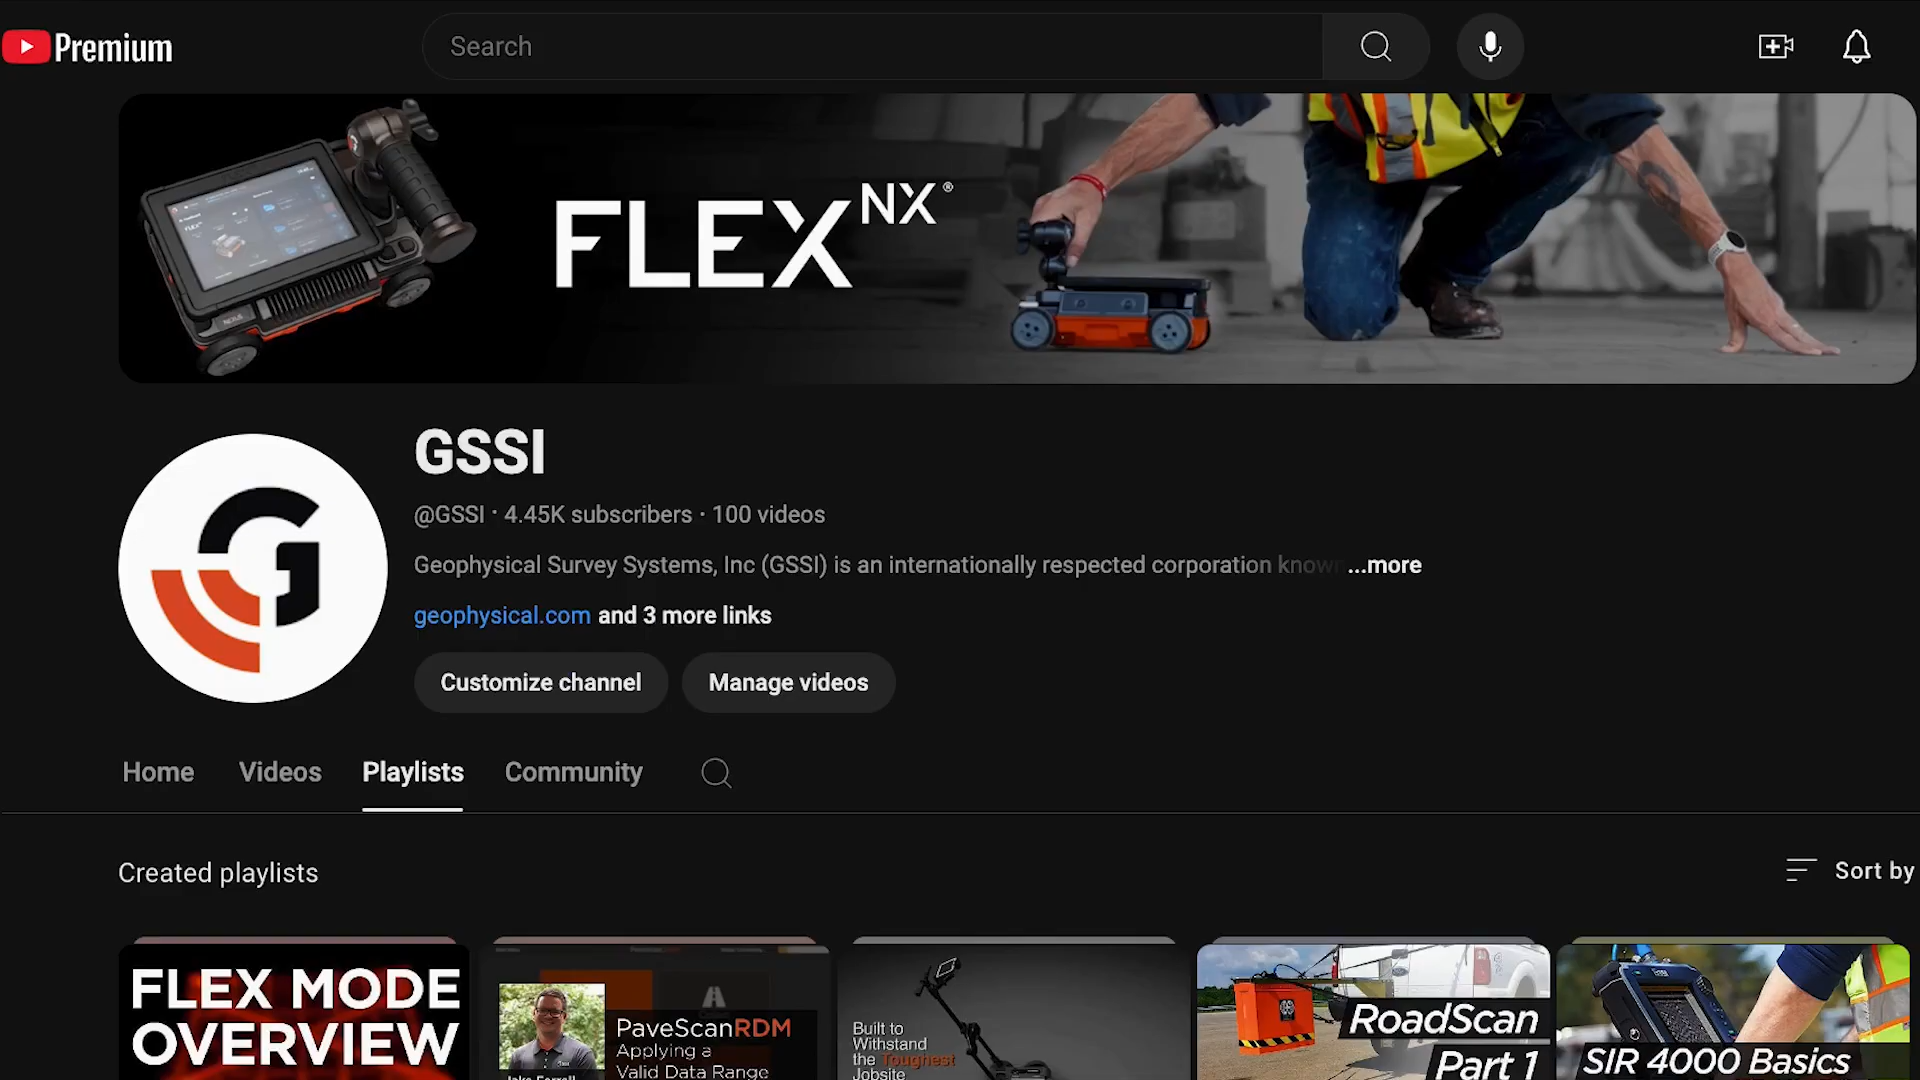 Premium
Search
FLEX NX®
GSSI
@GSSI · 4.45K subscribers · 100 videos
Geophysical Survey Systems, Inc (GSSI) is an internationally respected corporation known ...more
geophysical.com and 3 more links
Customize channel
Manage videos
Home
Videos
Playlists
Community
Created playlists
Sort by
FLEX MODE
OVERVIEW
PaveScanRDM
Applying a
Valid Data Range
Built to
Withstand
the Toughest
Jobsite
RoadScan
Part 1
SIR 4000 Basics